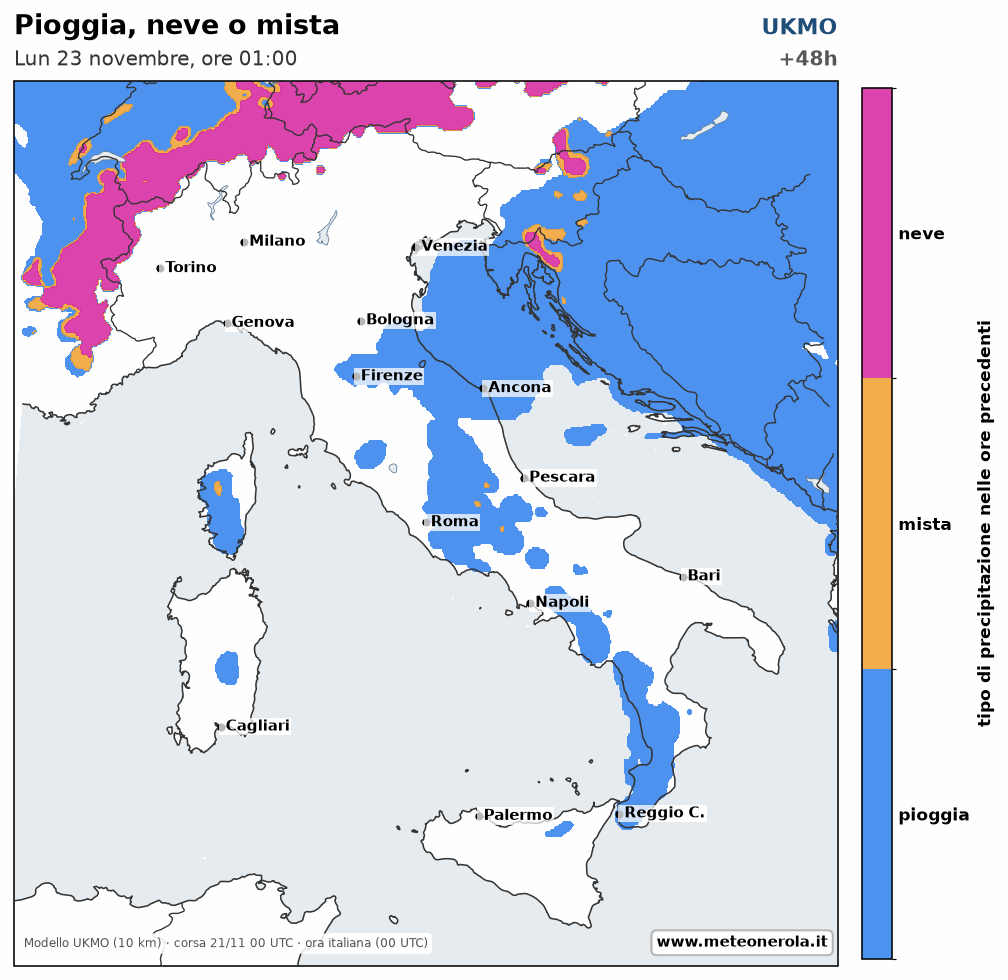 Pioggia, neve o mista
UKMO
Lun 23 novembre, ore 01:00
+48h
neve
Milano
Venezia
Torino
Genova
Bologna
Firenze
Ancona
Pescara
mista
Roma
Bari
Napoli
Cagliari
Palermo
Reggio C.
pioggia
tipo di precipitazione nelle ore precedenti
Modello UKMO (10 km) · corsa 21/11 00 UTC · ora italiana (00 UTC)
www.meteonerola.it